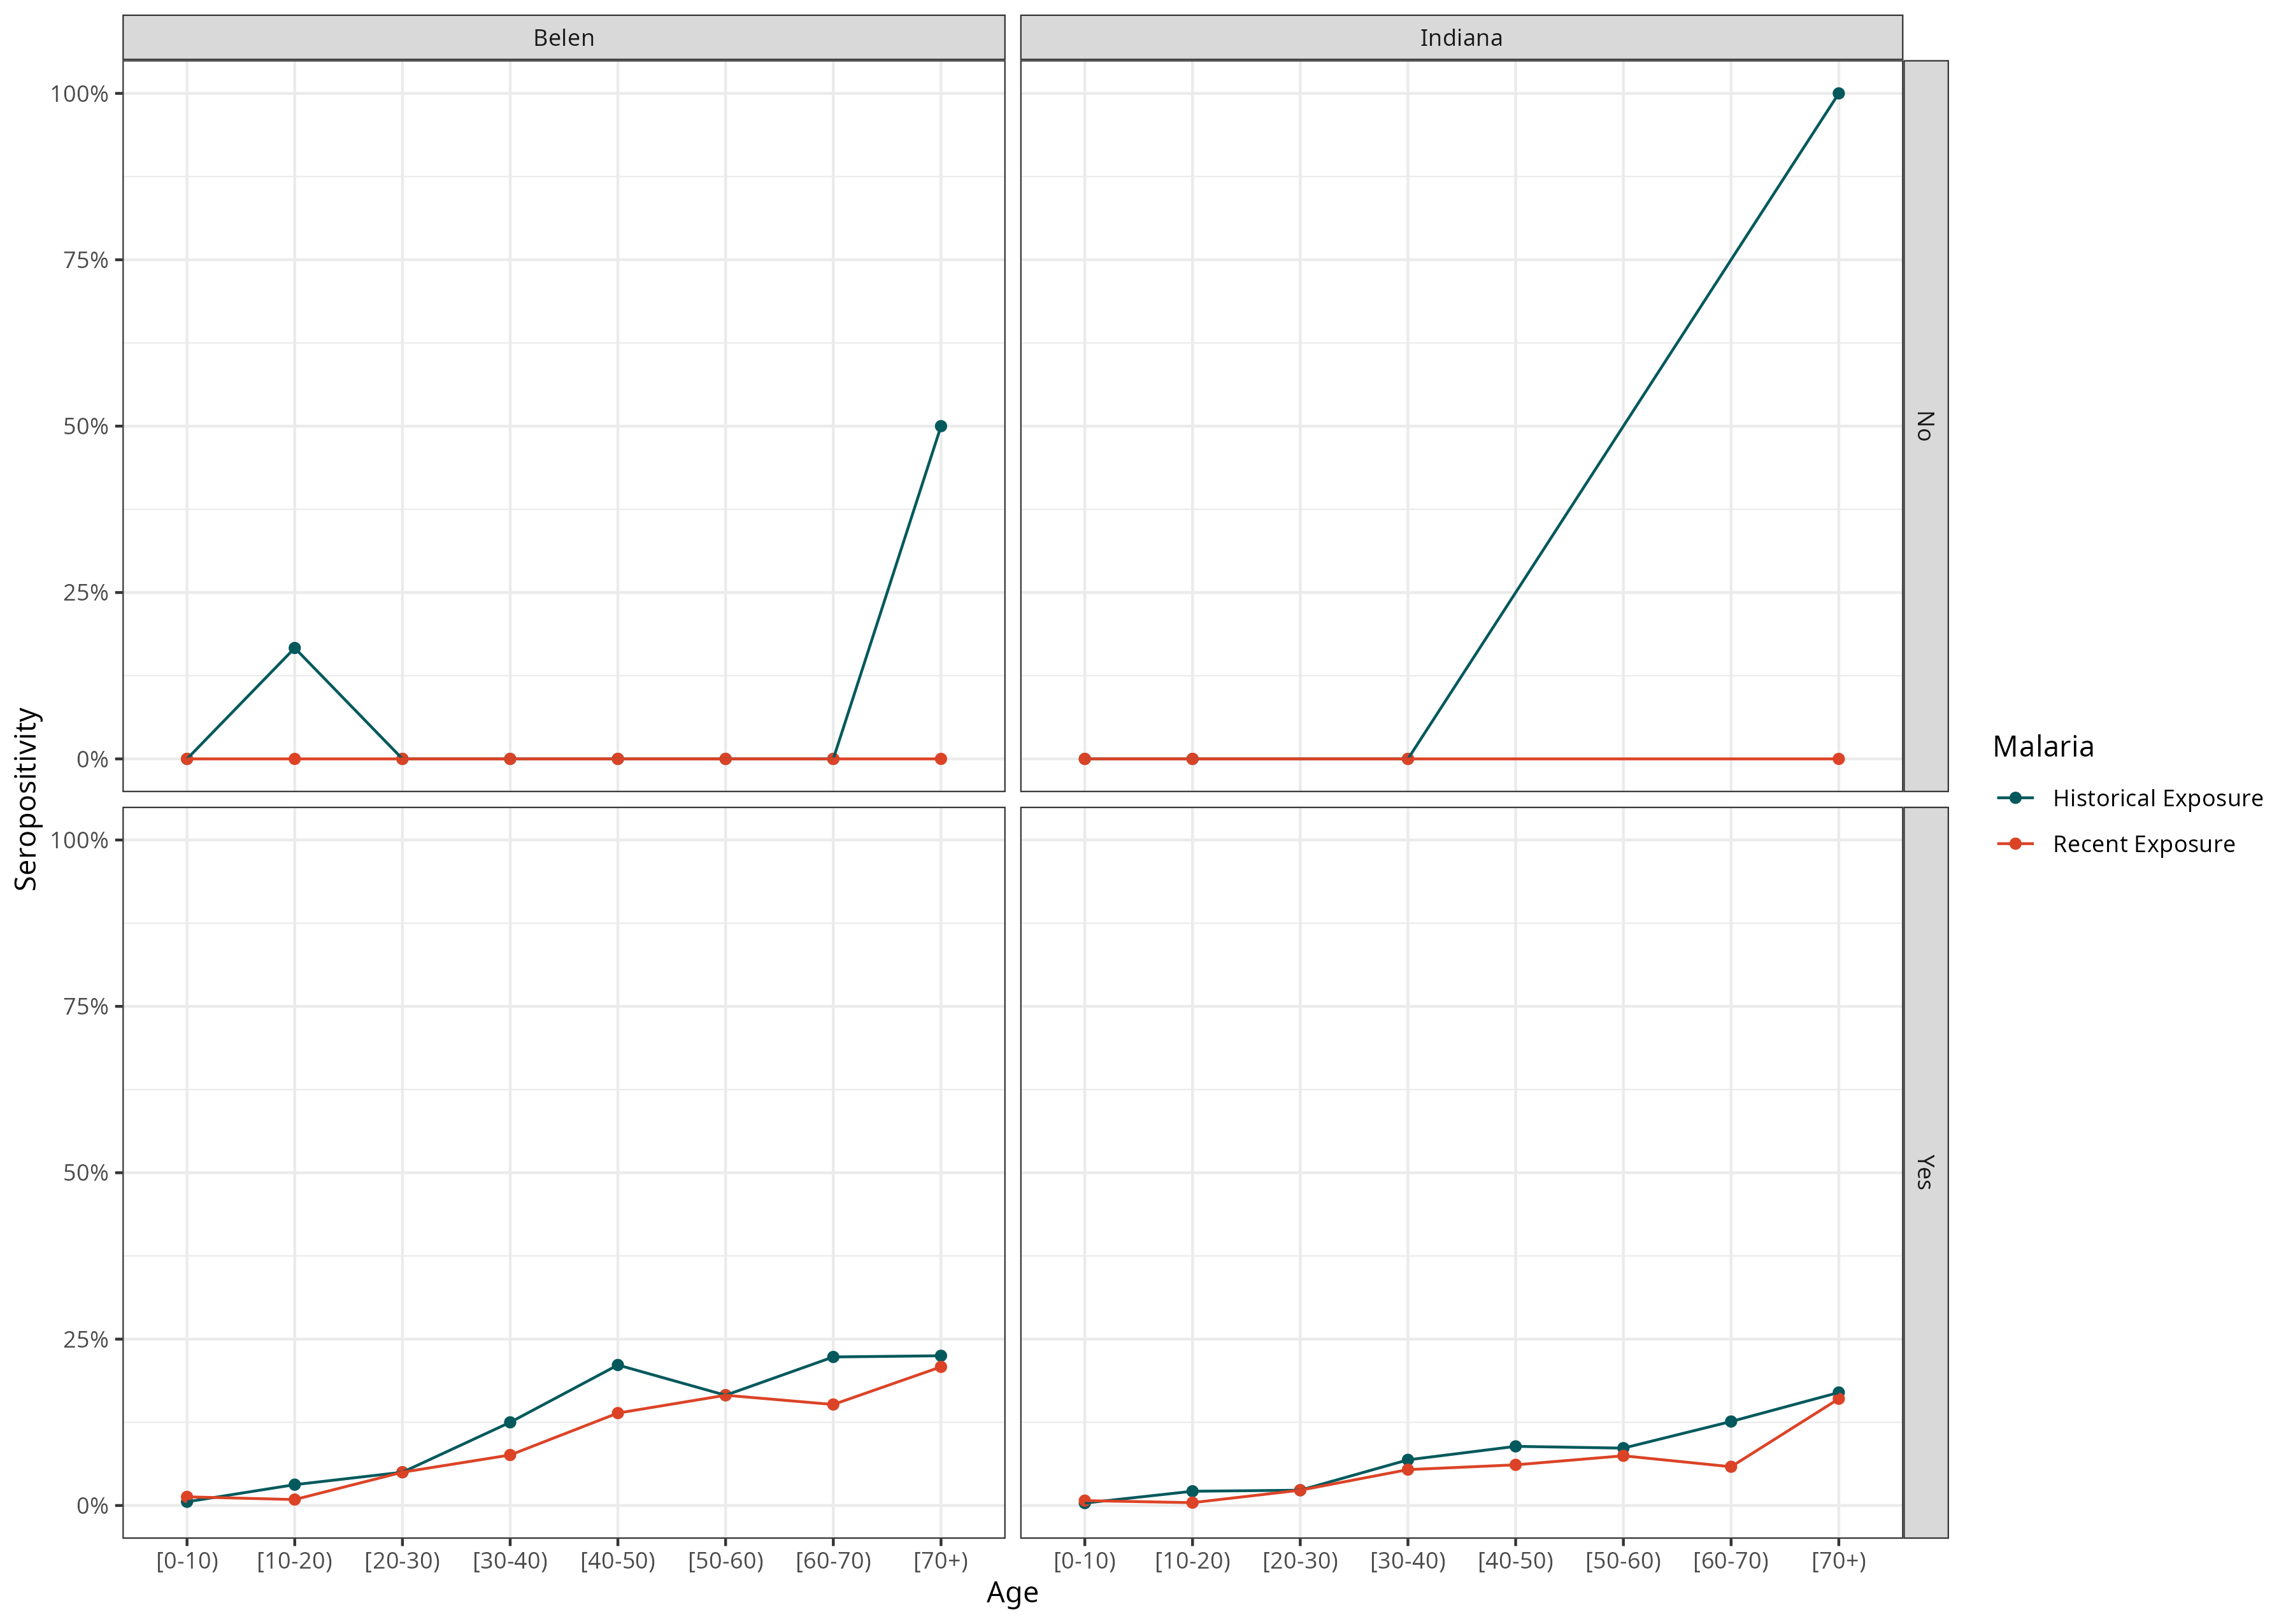 Belen
Indiana
100%
75%
50%
25%
0%
No
Seropositivity
100%
75%
50%
25%
0%
Yes
[0-10) [10-20) [20-30) [30-40) [40-50) [50-60) [60-70) [70+)
[0-10) [10-20) [20-30) [30-40) [40-50) [50-60) [60-70) [70+)
Age
Malaria
Historical Exposure
Recent Exposure